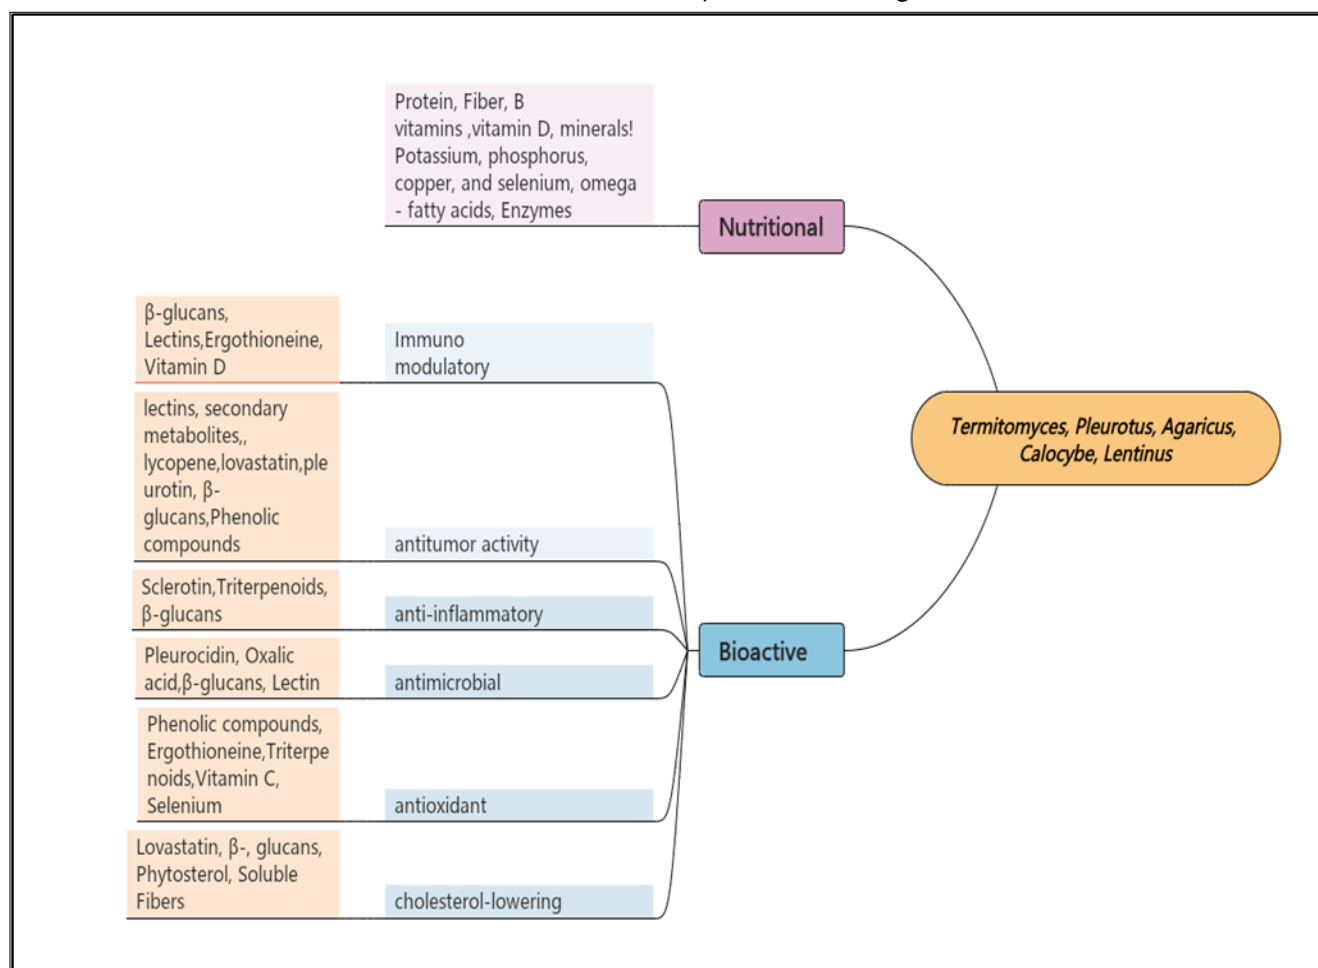 Protein, Fiber, B
vitamins ,vitamin D, minerals!
Potassium, phosphorus,
copper, and selenium, omega
- fatty acids, Enzymes
Nutritional
β-glucans,
Lectins,Ergothioneine,
Vitamin D
Immuno
modulatory
lectins, secondary
metabolites,,
lycopene,lovastatin,ple
urotin, β-
glucans,Phenolic
compounds
antitumor activity
Sclerotin,Triterpenoids,
β-glucans
anti-inflammatory
Pleurocidin, Oxalic
acid,β-glucans, Lectin
antimicrobial
Phenolic compounds,
Ergothioneine,Triterpe
noids,Vitamin C,
Selenium
antioxidant
Lovastatin, β-, glucans,
Phytosterol, Soluble
Fibers
cholesterol-lowering
Bioactive
Termitomyces, Pleurotus, Agaricus,
Calocybe, Lentinus